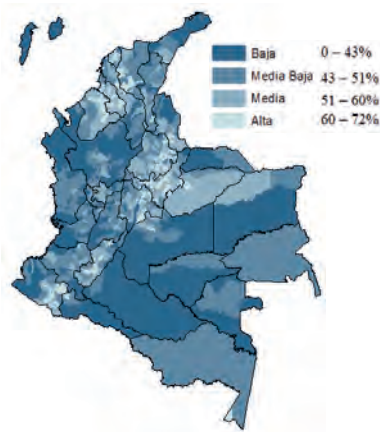 Baja 0 – 43%
Media Baja 43 – 51%
Media 51 – 60%
Alta 60 – 72%